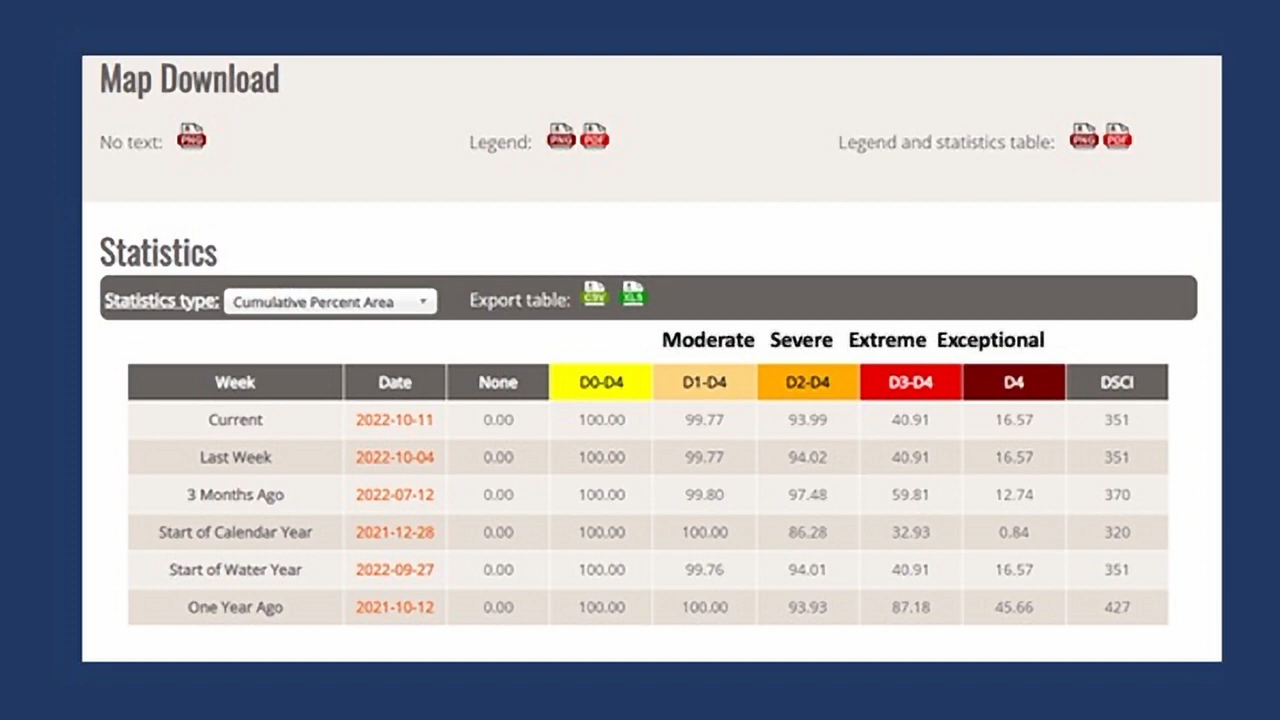 Map Download
No text: PNG Legend: PNG PDF Legend and statistics table: PNG PDF
Statistics
Statistics type: Cumulative Percent Area Export table: CSV XLS
Moderate Severe Extreme Exceptional
Week Date None D0-D4 D1-D4 D2-D4 D3-D4 D4 DSCI
Current 2022-10-11 0.00 100.00 99.77 93.99 40.91 16.57 351
Last Week 2022-10-04 0.00 100.00 99.77 94.02 40.91 16.57 351
3 Months Ago 2022-07-12 0.00 100.00 99.80 97.48 59.81 12.74 370
Start of Calendar Year 2021-12-28 0.00 100.00 100.00 86.28 32.93 0.84 320
Start of Water Year 2022-09-27 0.00 100.00 99.76 94.01 40.91 16.57 351
One Year Ago 2021-10-12 0.00 100.00 100.00 93.93 87.18 45.66 427